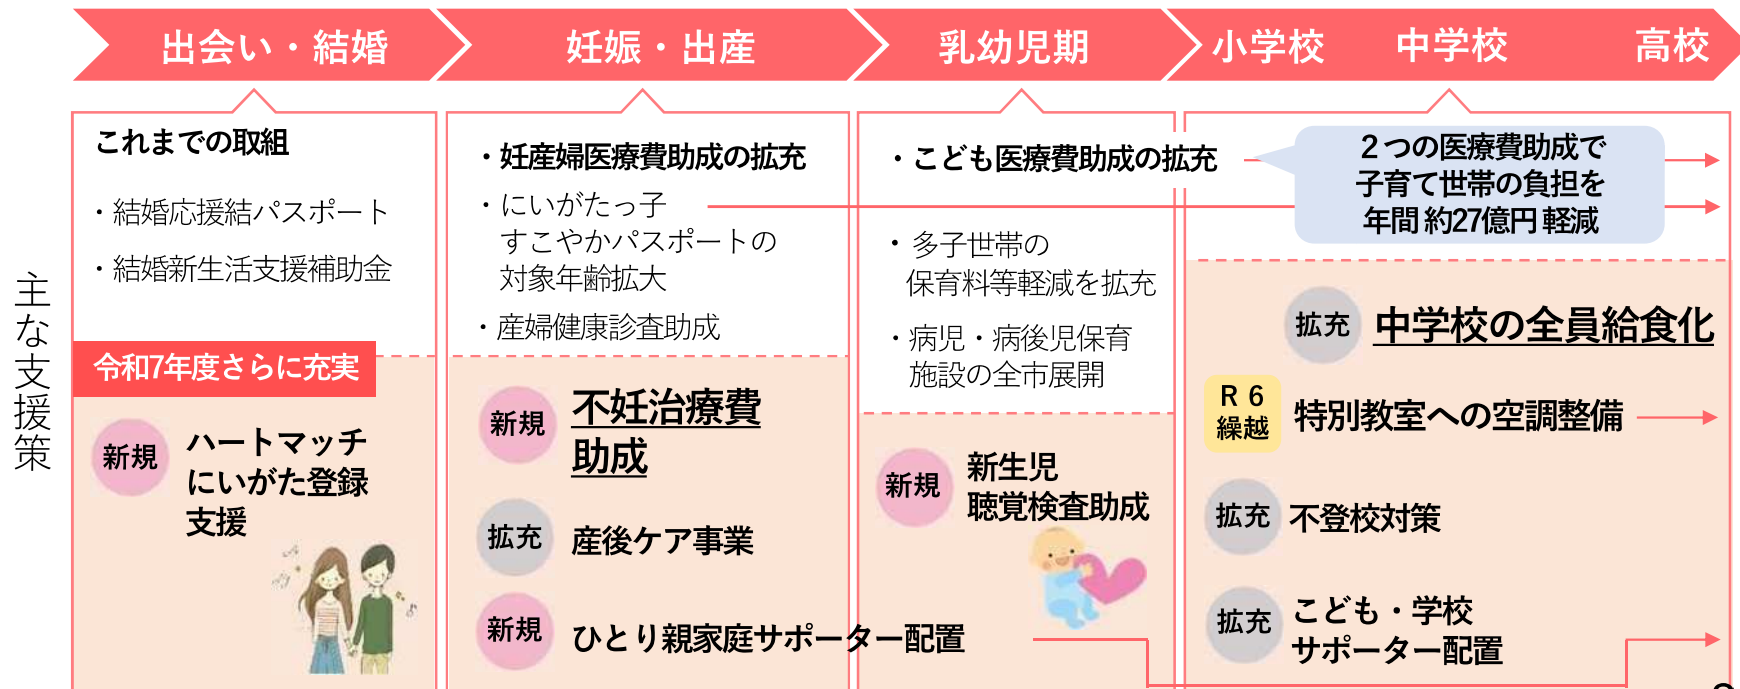 出会い・結婚
妊娠・出産
乳幼児期
小学校
中学校
高校
主な支援策
これまでの取組
・結婚応援結パスポート
・結婚新生活支援補助金
令和7年度さらに充実
新規
ハートマッチ
にいがた登録
支援
・妊産婦医療費助成の拡充
・にいがたっ子
すこやかパスポートの
対象年齢拡大
・産婦健康診査助成
新規
不妊治療費
助成
拡充
産後ケア事業
新規
ひとり親家庭サポーター配置
・こども医療費助成の拡充
・多子世帯の
保育料等軽減を拡充
・病児・病後児保育
施設の全市展開
新規
新生児
聴覚検査助成
２つの医療費助成で
子育て世帯の負担を
年間 約27億円 軽減
拡充
中学校の全員給食化
R 6
繰越
特別教室への空調整備
拡充
不登校対策
拡充
こども・学校
サポーター配置